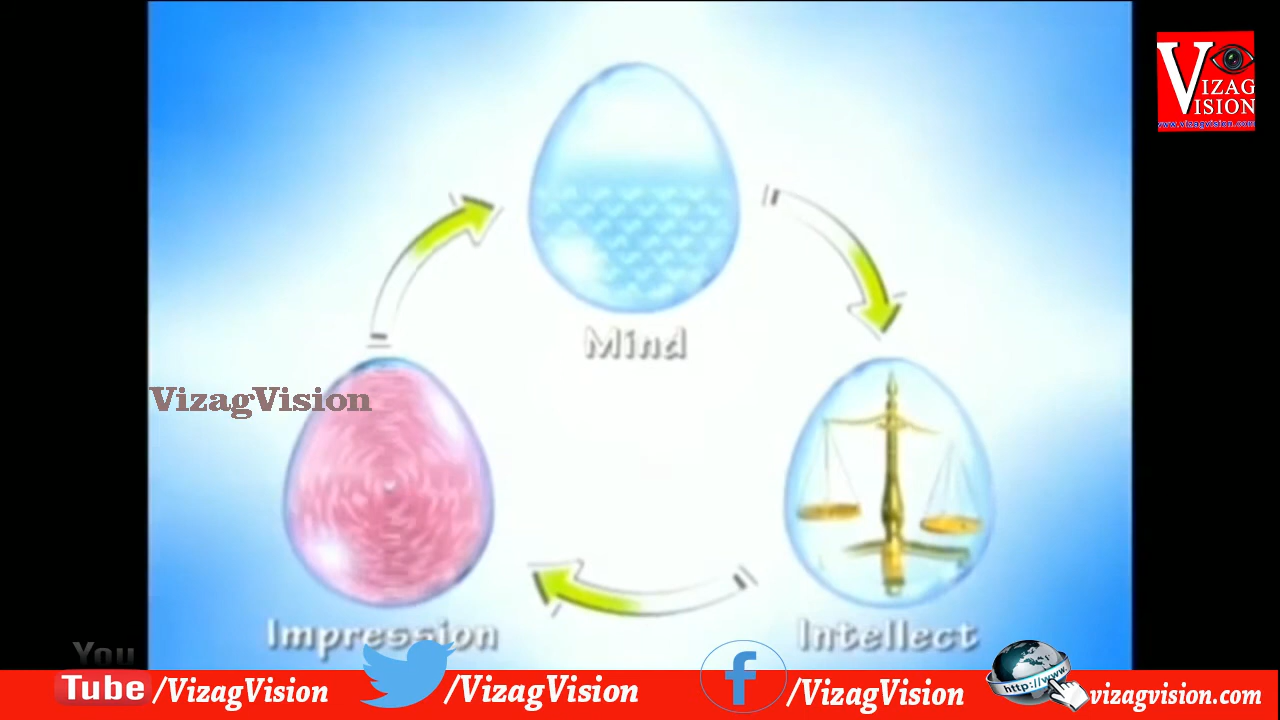 VIZAG
VISION
www.vizagvision.com
Mind
VizagVision
Impression
Intellect
You
Tube /VizagVision
/VizagVision
f /VizagVision
http://www
vizagvision.com